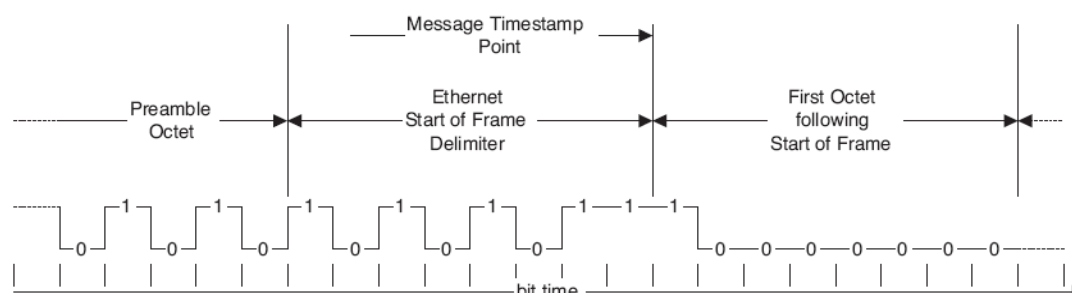 Message Timestamp
Point
Preamble
Octet
Ethernet
Start of Frame
Delimiter
First Octet
following
Start of Frame
0 1 0 1 0 1 0 1 0 1 0 1 1 1 0 0 0 0 0 0 0
bit time